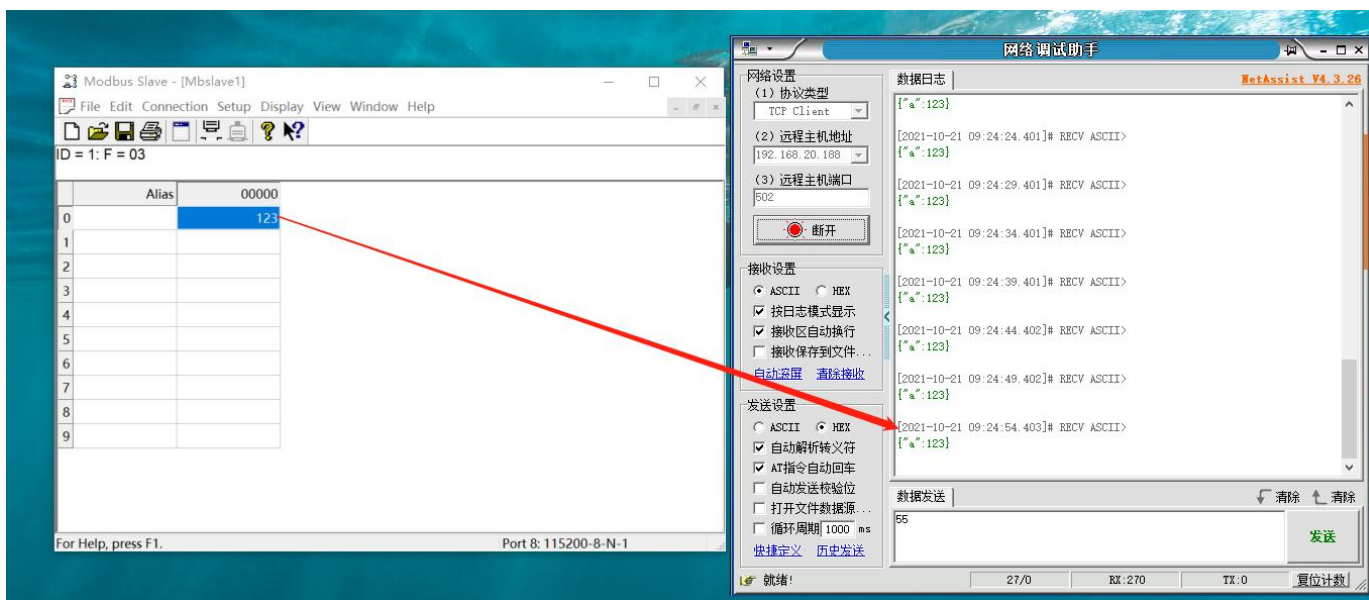 Modbus Slave - [Mbslave1]
File Edit Connection Setup Display View Window Help
ID = 1: F = 03
Alias 00000
0 123
1
2
3
4
5
6
7
8
9
For Help, press F1.
Port 8: 115200-8-N-1
网络调试助手
网络设置
(1) 协议类型
TCP Client
(2) 远程主机地址
192.168.20.188
(3) 远程主机端口
502
断开
接收设置
ASCII HEX
按日志模式显示
接收区自动换行
接收保存到文件...
自动滚屏 清除接收
发送设置
ASCII HEX
自动解析转义符
AT指令自动回车
自动发送校验位
打开文件数据源...
循环周期 1000 ms
快捷定义 历史发送
数据日志
NetAssist V4.3.26
{"a":123}
[2021-10-21 09:24:24.401]# RECV ASCII>
{"a":123}
[2021-10-21 09:24:29.401]# RECV ASCII>
{"a":123}
[2021-10-21 09:24:34.401]# RECV ASCII>
{"a":123}
[2021-10-21 09:24:39.401]# RECV ASCII>
{"a":123}
[2021-10-21 09:24:44.402]# RECV ASCII>
{"a":123}
[2021-10-21 09:24:49.402]# RECV ASCII>
{"a":123}
[2021-10-21 09:24:54.403]# RECV ASCII>
{"a":123}
数据发送
清除 清除
55
发送
就绪!
27/0
RX:270
TX:0
复位计数